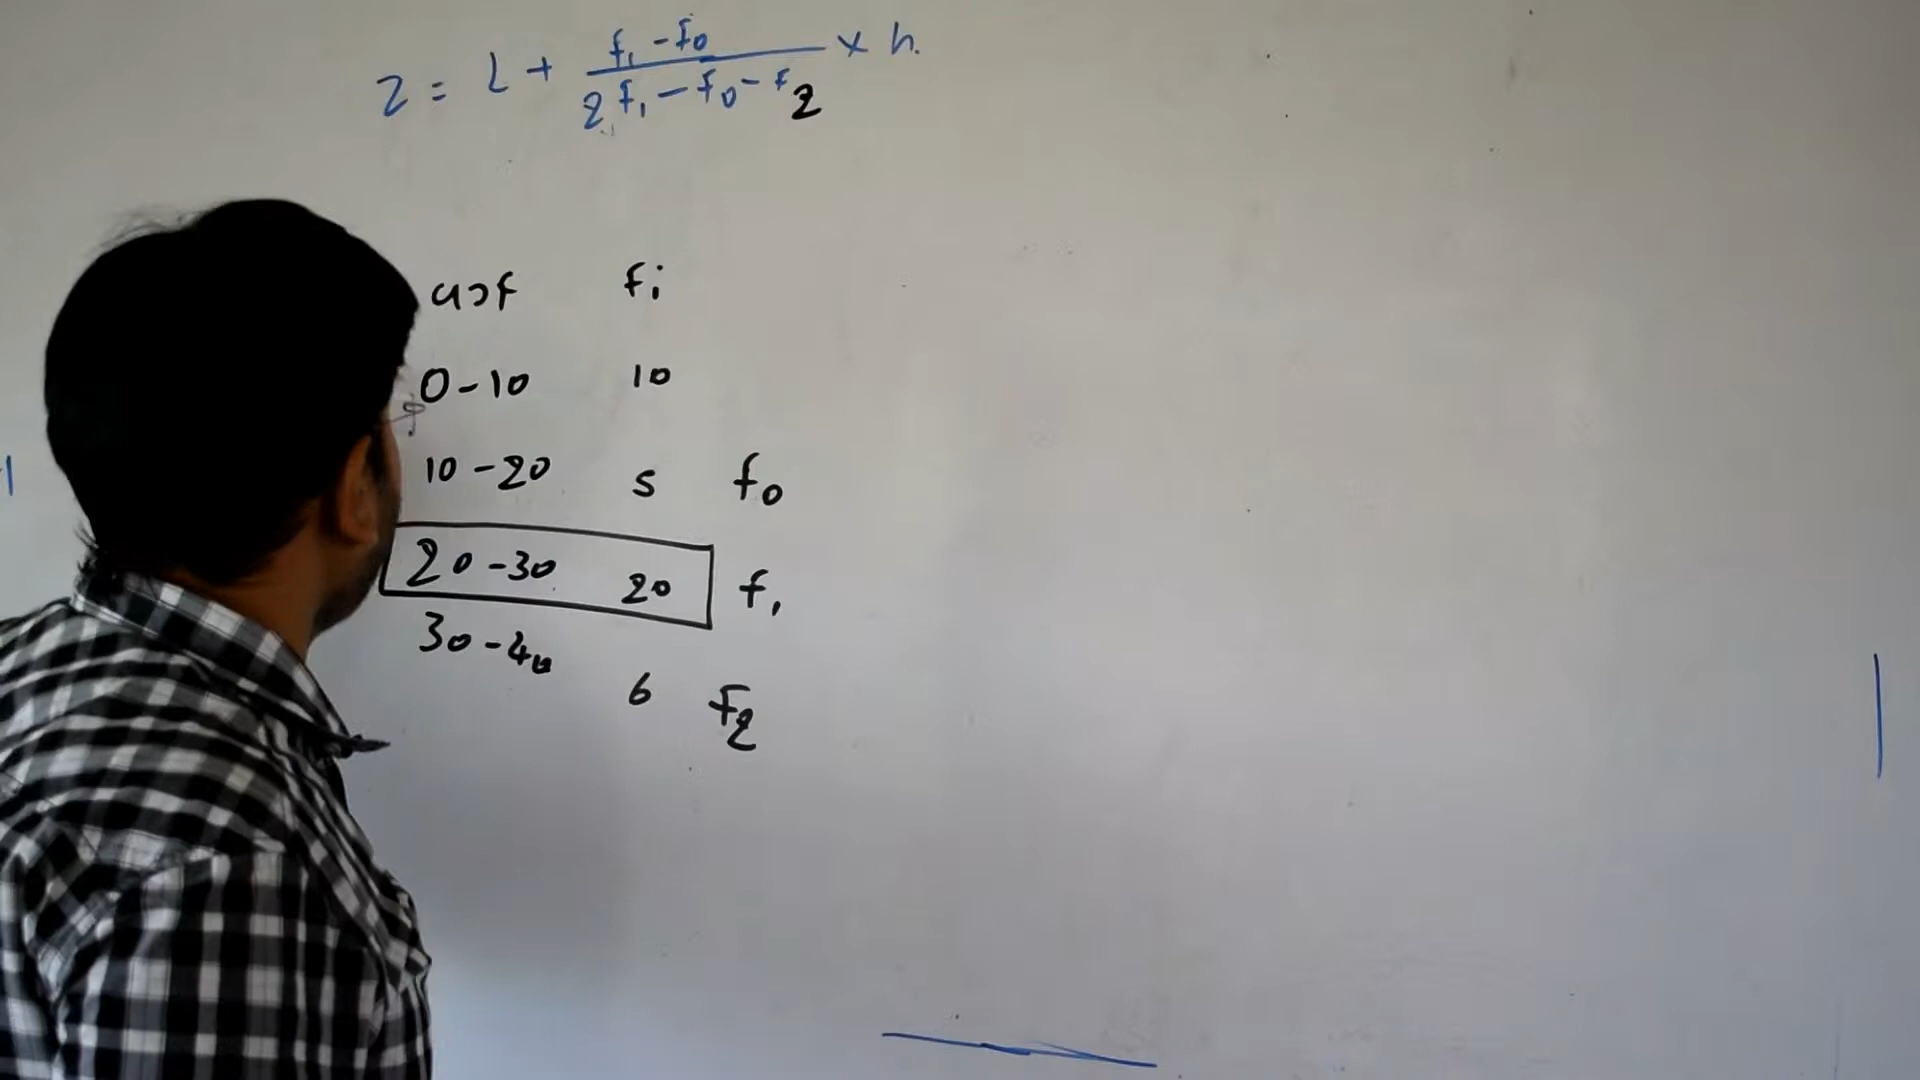 Z = L + f₁ - f₀ / 2f₁ - f₀ - f₂ × h.
fi
0-10 10
10-20 5 f₀
20-30 20 f₁
30-40 6 F₂